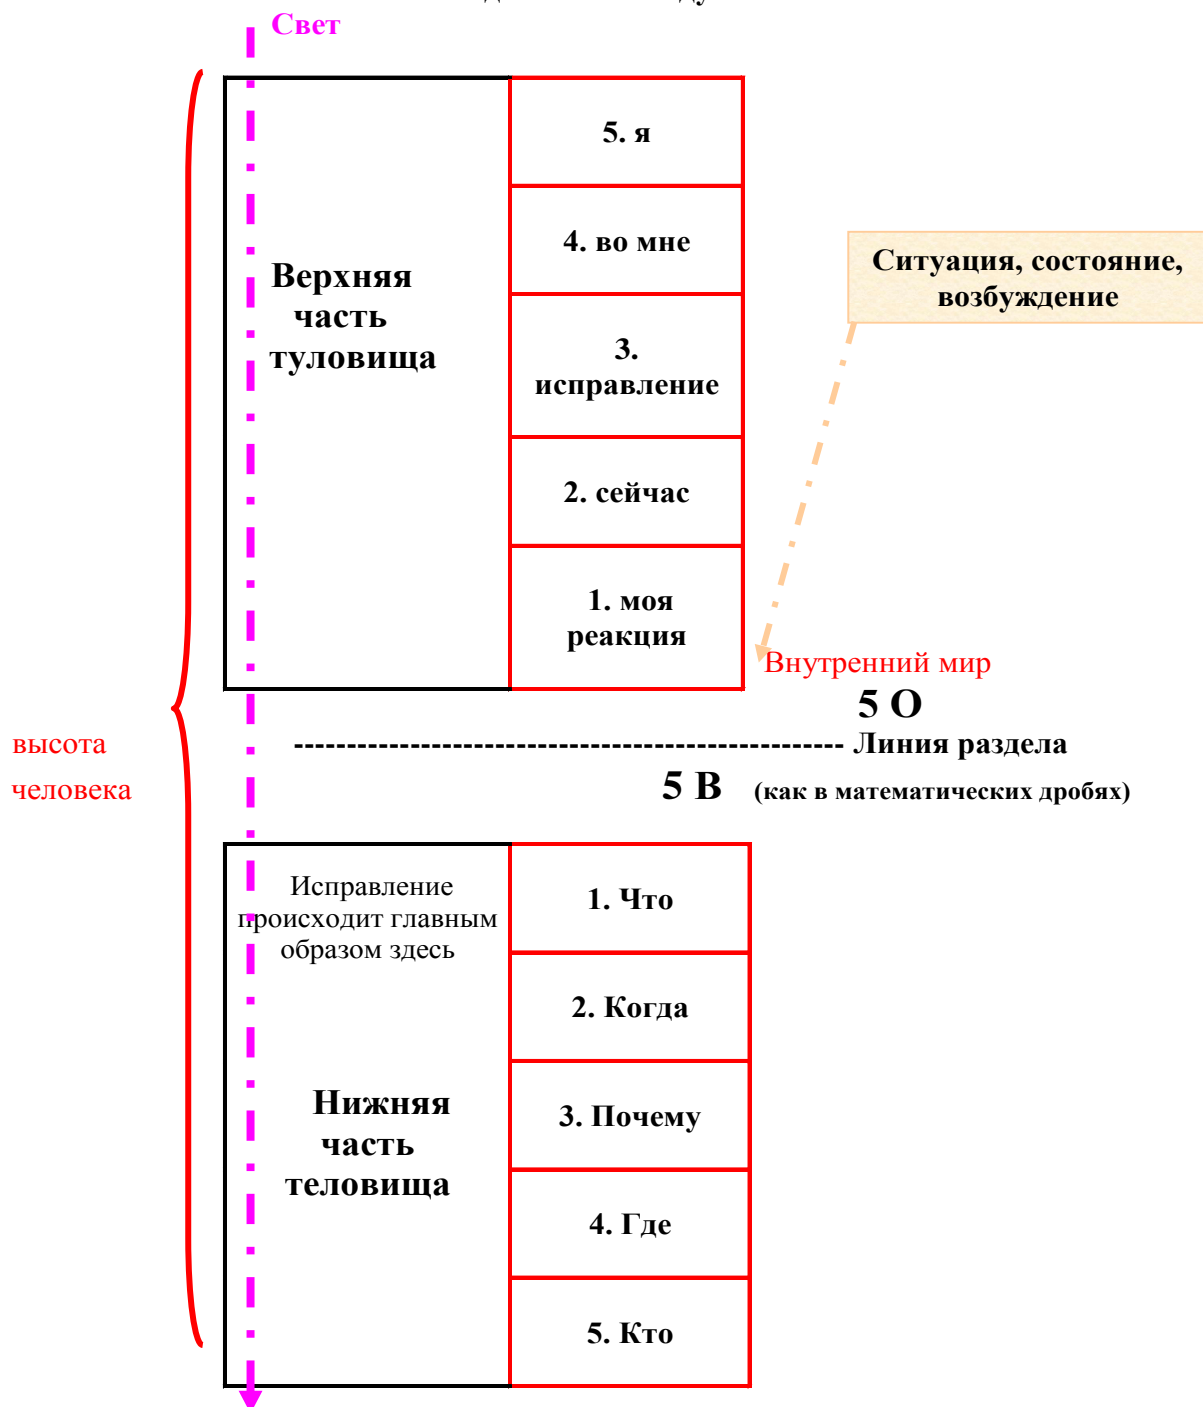 Свет
5. я
4. во мне
Ситуация, состояние,
возбуждение
Верхняя
часть
туловища
3.
исправление
2. сейчас
1. моя
реакция
Внутренний мир
5 О
высота
человека
------------------------------------------------- Линия раздела
5 В (как в математических дробях)
Исправление
происходит главным
образом здесь
1. Что
2. Когда
Нижняя
часть
теловища
3. Почему
4. Где
5. Кто